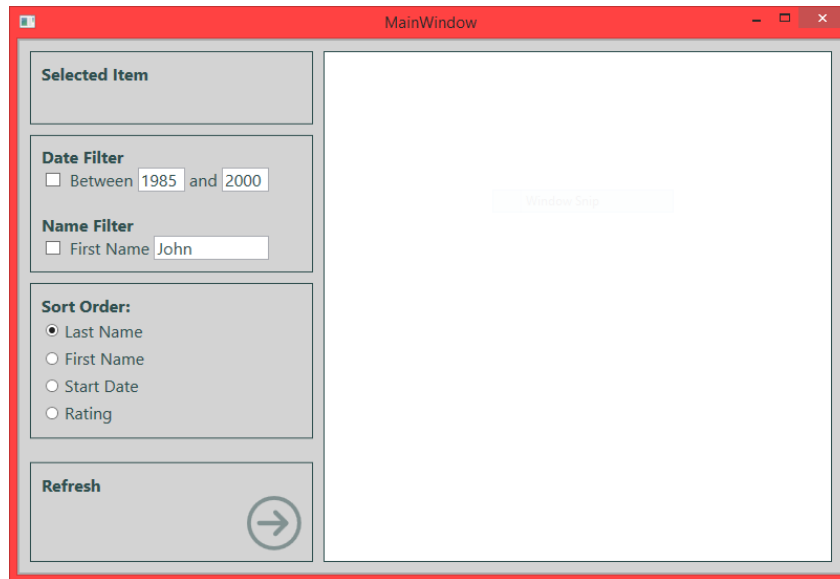 MainWindow
Selected Item
Date Filter
Between 1985 and 2000
Name Filter
First Name John
Sort Order:
Last Name
First Name
Start Date
Rating
Refresh
Window Snip